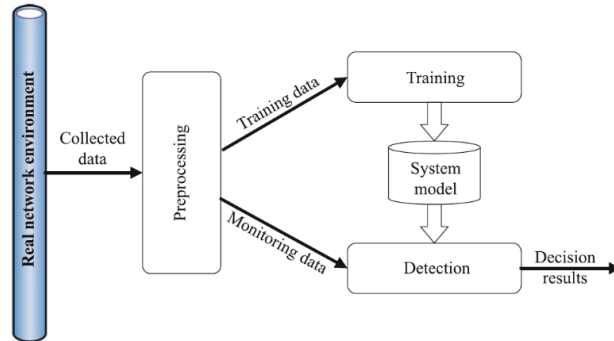 Real network environment
Collected
data
Preprocessing
Training data
Monitoring data
Training
System
model
Detection
Decision
results